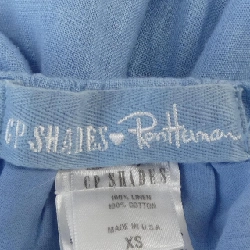 CP SHADES ♥ Ron Herman
CP SHADES
100% LINEN
100% COTTON
MADE IN U.S.A.
XS